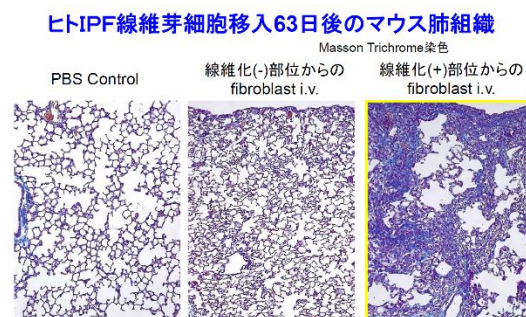 ヒトIPF線維芽細胞移入63日後のマウス肺組織
Masson Trichrome染色
PBS Control
線維化(-)部位からの
fibroblast i.v.
線維化(+)部位からの
fibroblast i.v.